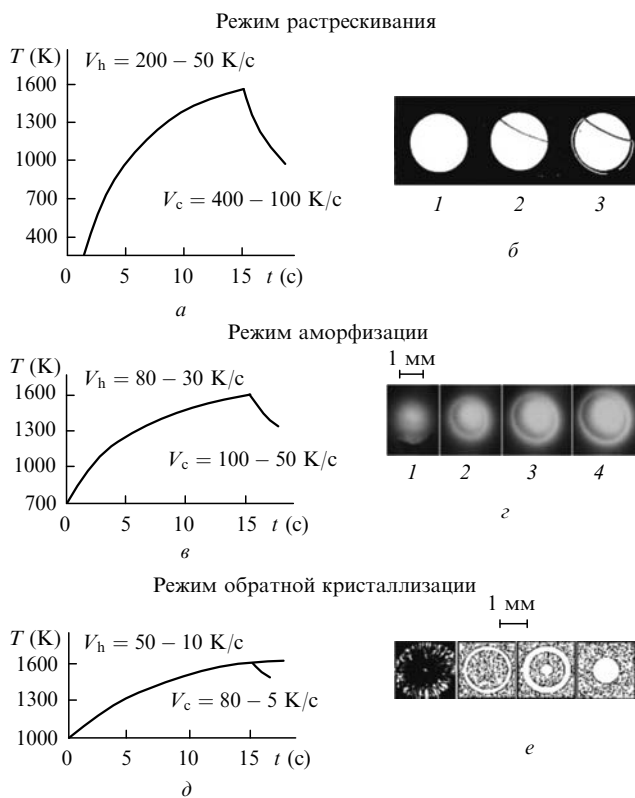 Режим растрескивания
T (K)
V_h = 200 – 50 K/c
1600
1300
1000
700
400
V_c = 400 – 100 K/c
0 5 10 15 t (c)
а
1 2 3
б
Режим аморфизации
T (K)
V_h = 80 – 30 K/c
1600
1300
1000
700
V_c = 100 – 50 K/c
0 5 10 15 t (c)
в
1 мм
1 2 3 4
г
Режим обратной кристаллизации
T (K)
V_h = 50 – 10 K/c
1600
1300
1000
V_c = 80 – 5 K/c
0 5 10 15 t (c)
д
1 мм
е